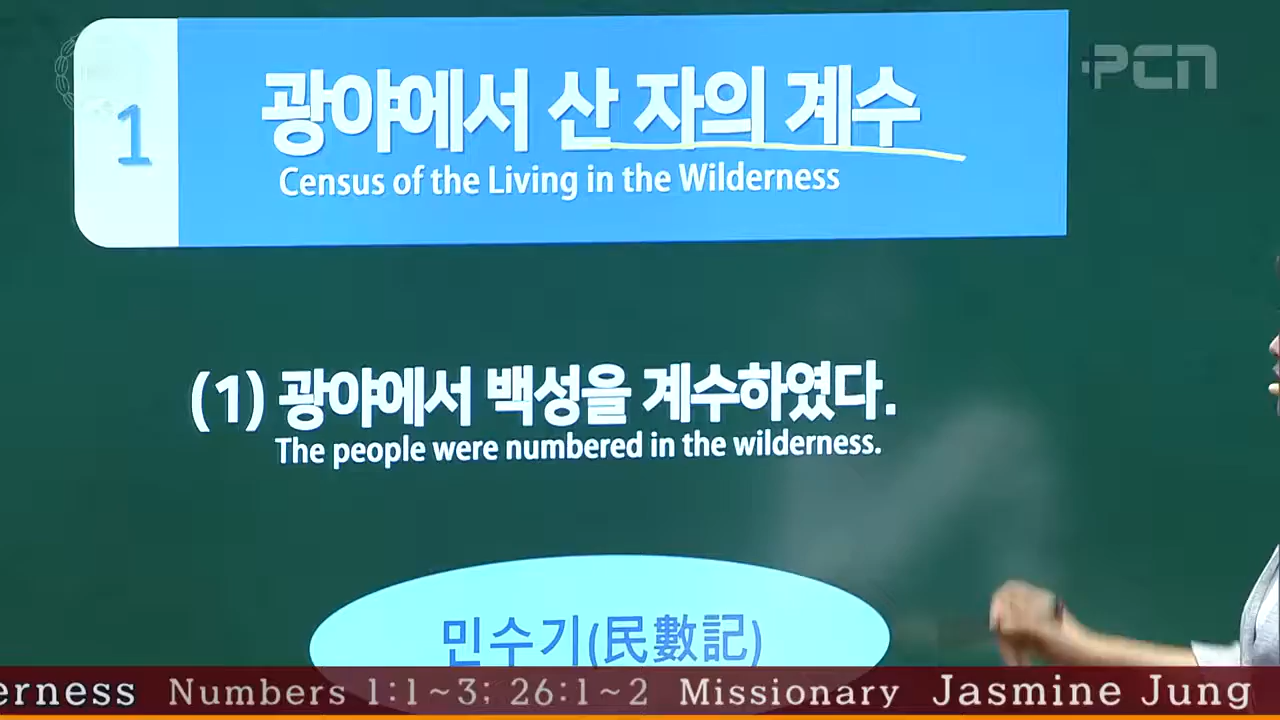 PCN
1
광야에서 산 자의 계수
Census of the Living in the Wilderness
(1) 광야에서 백성을 계수하였다.
The people were numbered in the wilderness.
민수기(民數記)
erness Numbers 1:1~3; 26:1~2 Missionary Jasmine Jung